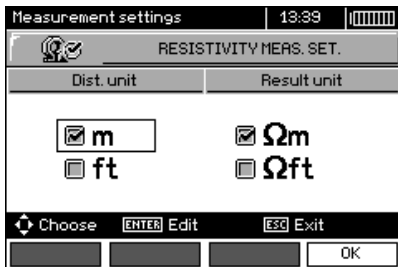 Measurement settings 13:39
RESISTIVITY MEAS. SET.
Dist. unit Result unit
m Ωm
ft Ωft
Choose ENTER Edit ESC Exit
OK